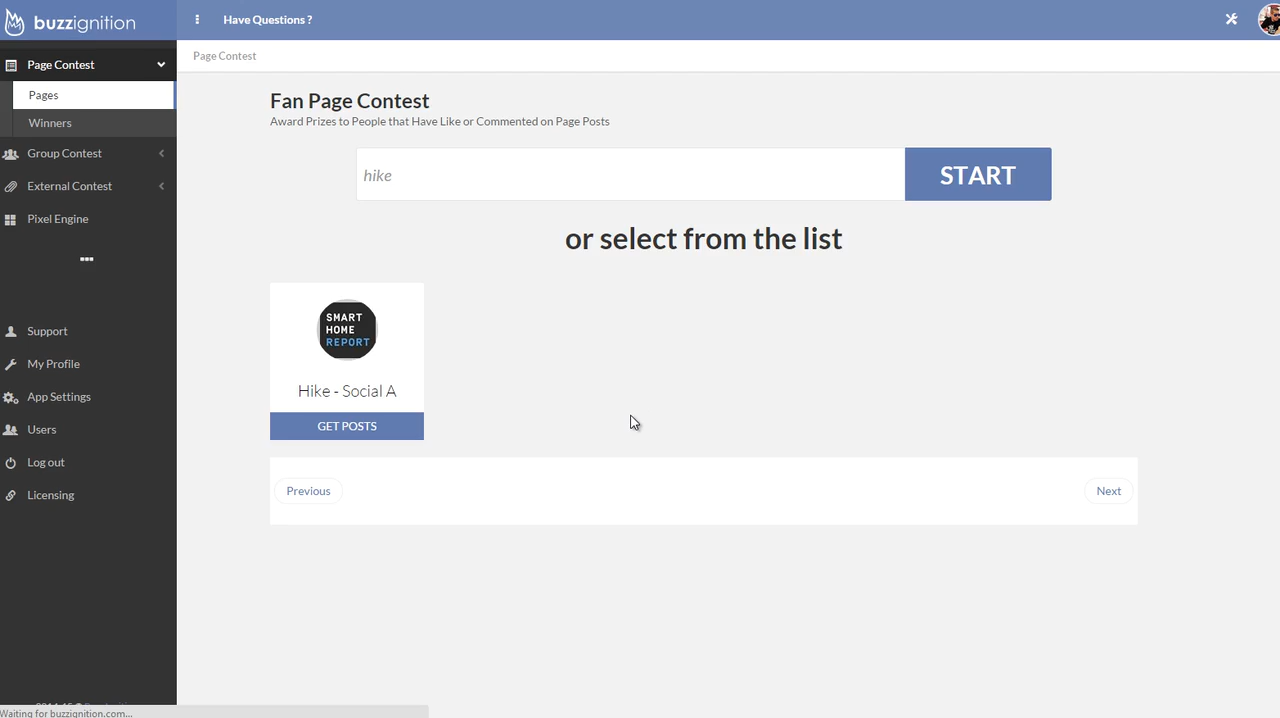 buzzignition
Have Questions ?
Page Contest
Pages
Winners
Group Contest
External Contest
Pixel Engine
Support
My Profile
App Settings
Users
Log out
Licensing
Waiting for buzzignition.com...
Page Contest
Fan Page Contest
Award Prizes to People that Have Like or Commented on Page Posts
hike
START
or select from the list
SMART
HOME
REPORT
Hike - Social A
GET POSTS
Previous
Next